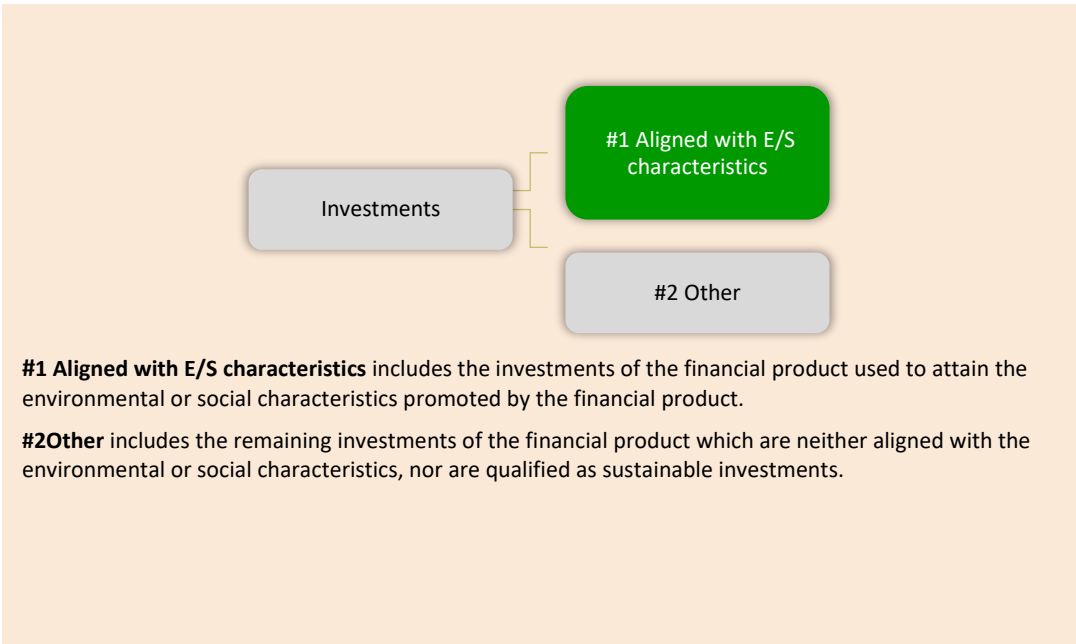 #1 Aligned with E/S
characteristics
Investments
#2 Other
#1 Aligned with E/S characteristics includes the investments of the financial product used to attain the
environmental or social characteristics promoted by the financial product.
#2Other includes the remaining investments of the financial product which are neither aligned with the
environmental or social characteristics, nor are qualified as sustainable investments.